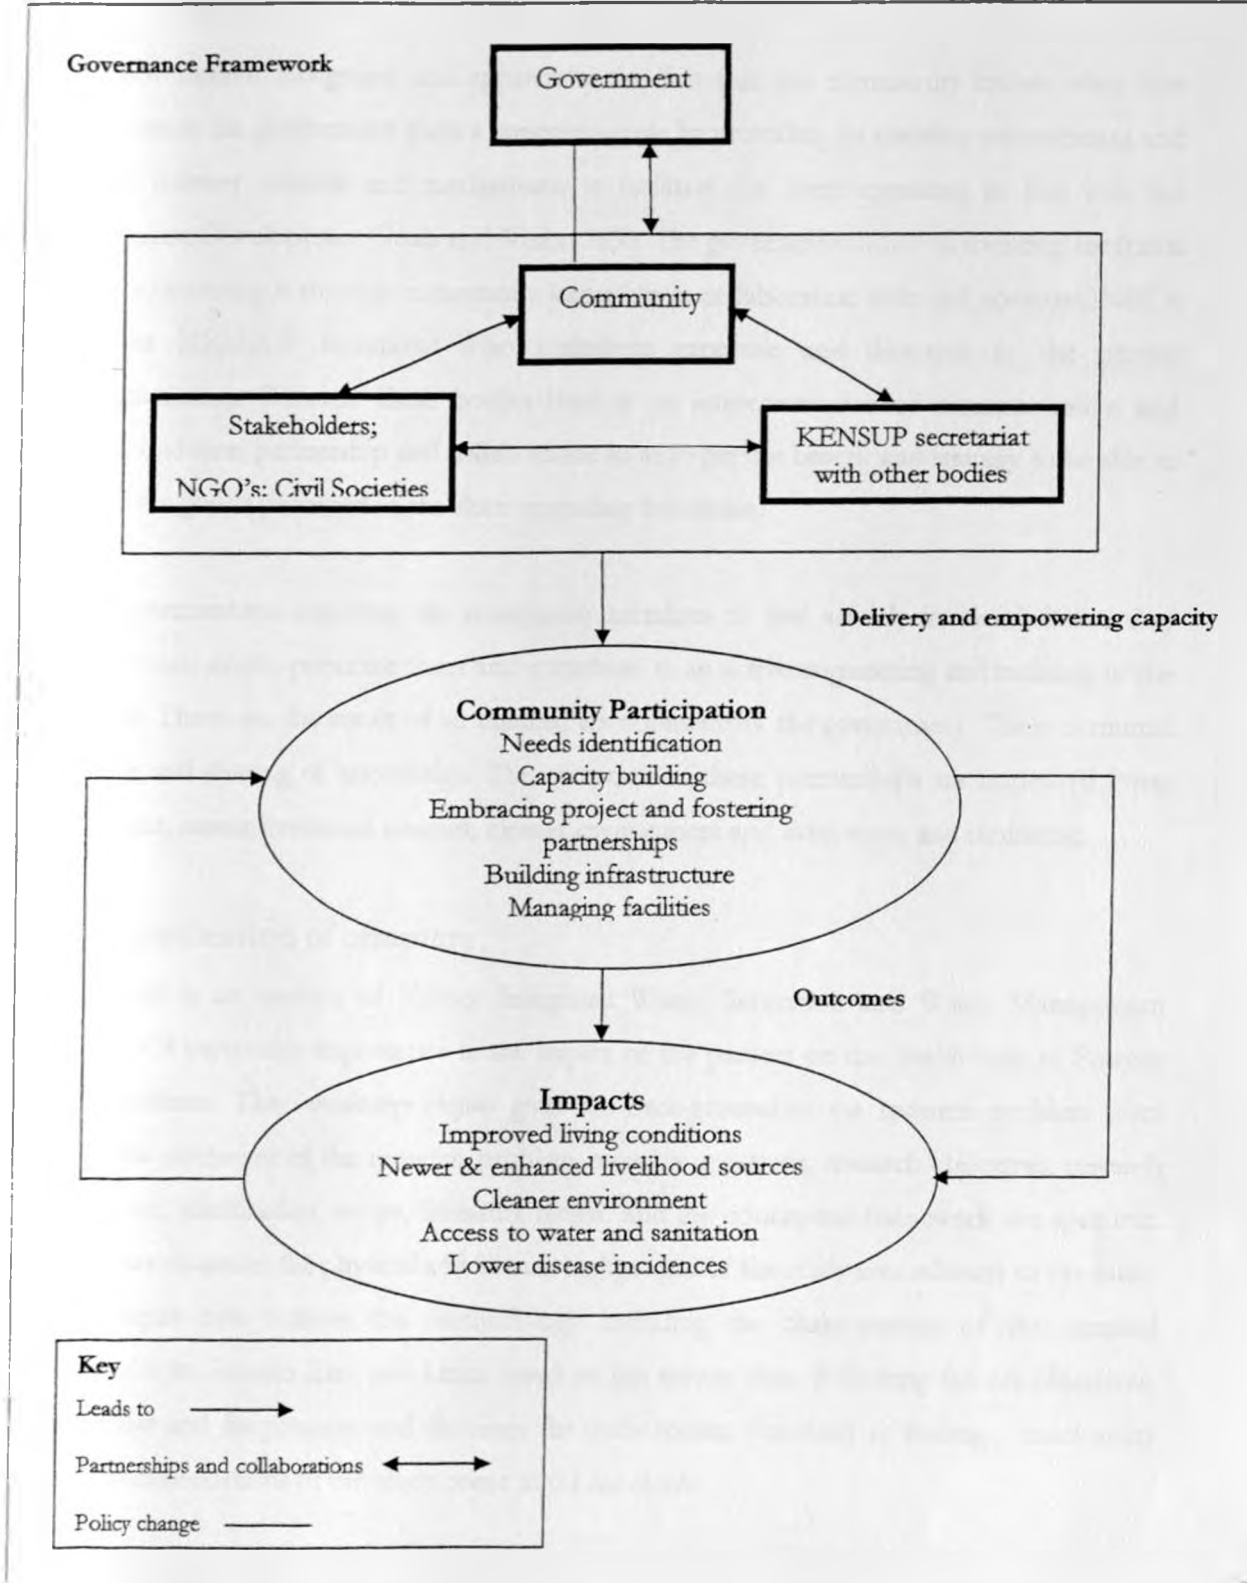 Governance Framework
Government
Community
Stakeholders;
NGO's: Civil Societies
KENSUP secretariat
with other bodies
Delivery and empowering capacity
Community Participation
Needs identification
Capacity building
Embracing project and fostering
partnerships
Building infrastructure
Managing facilities
Outcomes
Impacts
Improved living conditions
Newer & enhanced livelihood sources
Cleaner environment
Access to water and sanitation
Lower disease incidences
Key
Leads to
Partnerships and collaborations
Policy change